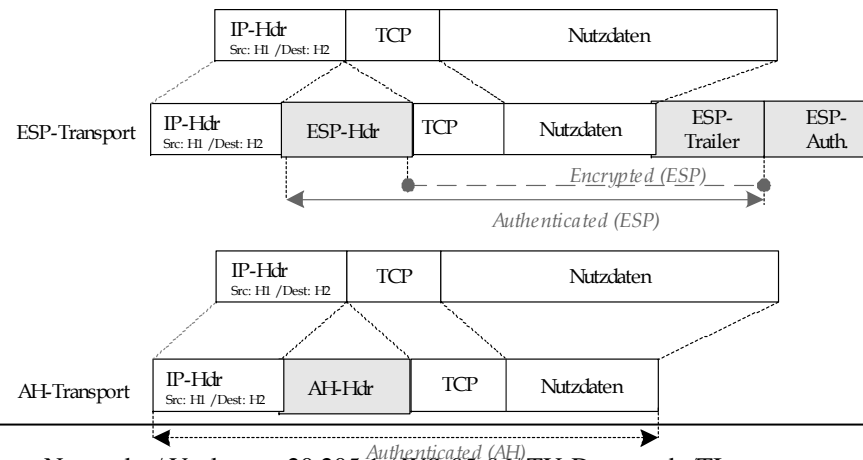 IP-Hdr TCP Nutzdaten
Src: H1 /Dest: H2
ESP-Transport IP-Hdr ESP-Hdr TCP Nutzdaten ESP-Trailer ESP-Auth.
Src: H1 /Dest: H2
Encrypted (ESP)
Authenticated (ESP)
IP-Hdr TCP Nutzdaten
Src: H1 /Dest: H2
AH-Transport IP-Hdr AH-Hdr TCP Nutzdaten
Src: H1 /Dest: H2
Authenticated (AH)